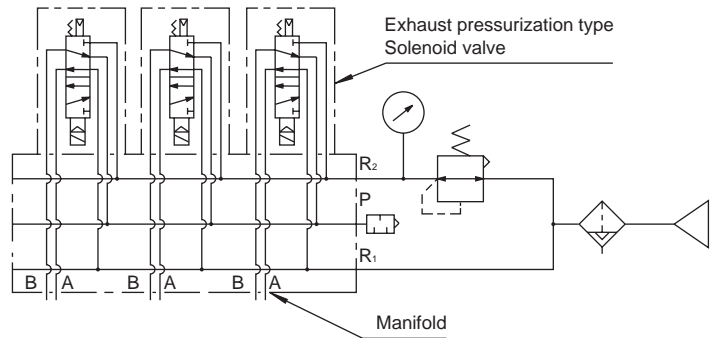 Exhaust pressurization type
Solenoid valve
R₂
P
R₁
B A B A B A
Manifold